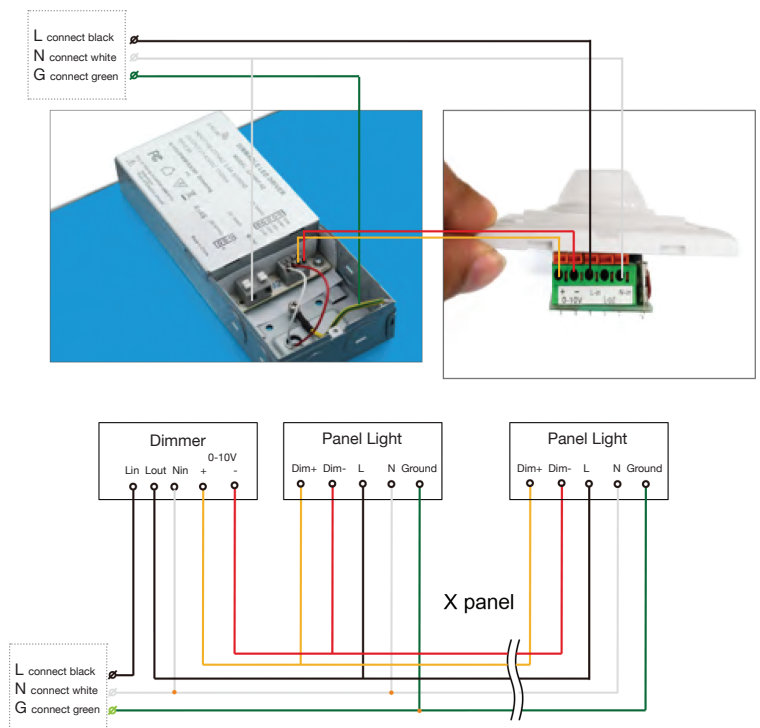 L connect black
N connect white
G connect green
+ - L-in N-in
0-10V
Dimmer
0-10V
Lin Lout Nin + -
Panel Light
Dim+ Dim- L N Ground
Panel Light
Dim+ Dim- L N Ground
X panel
L connect black
N connect white
G connect green